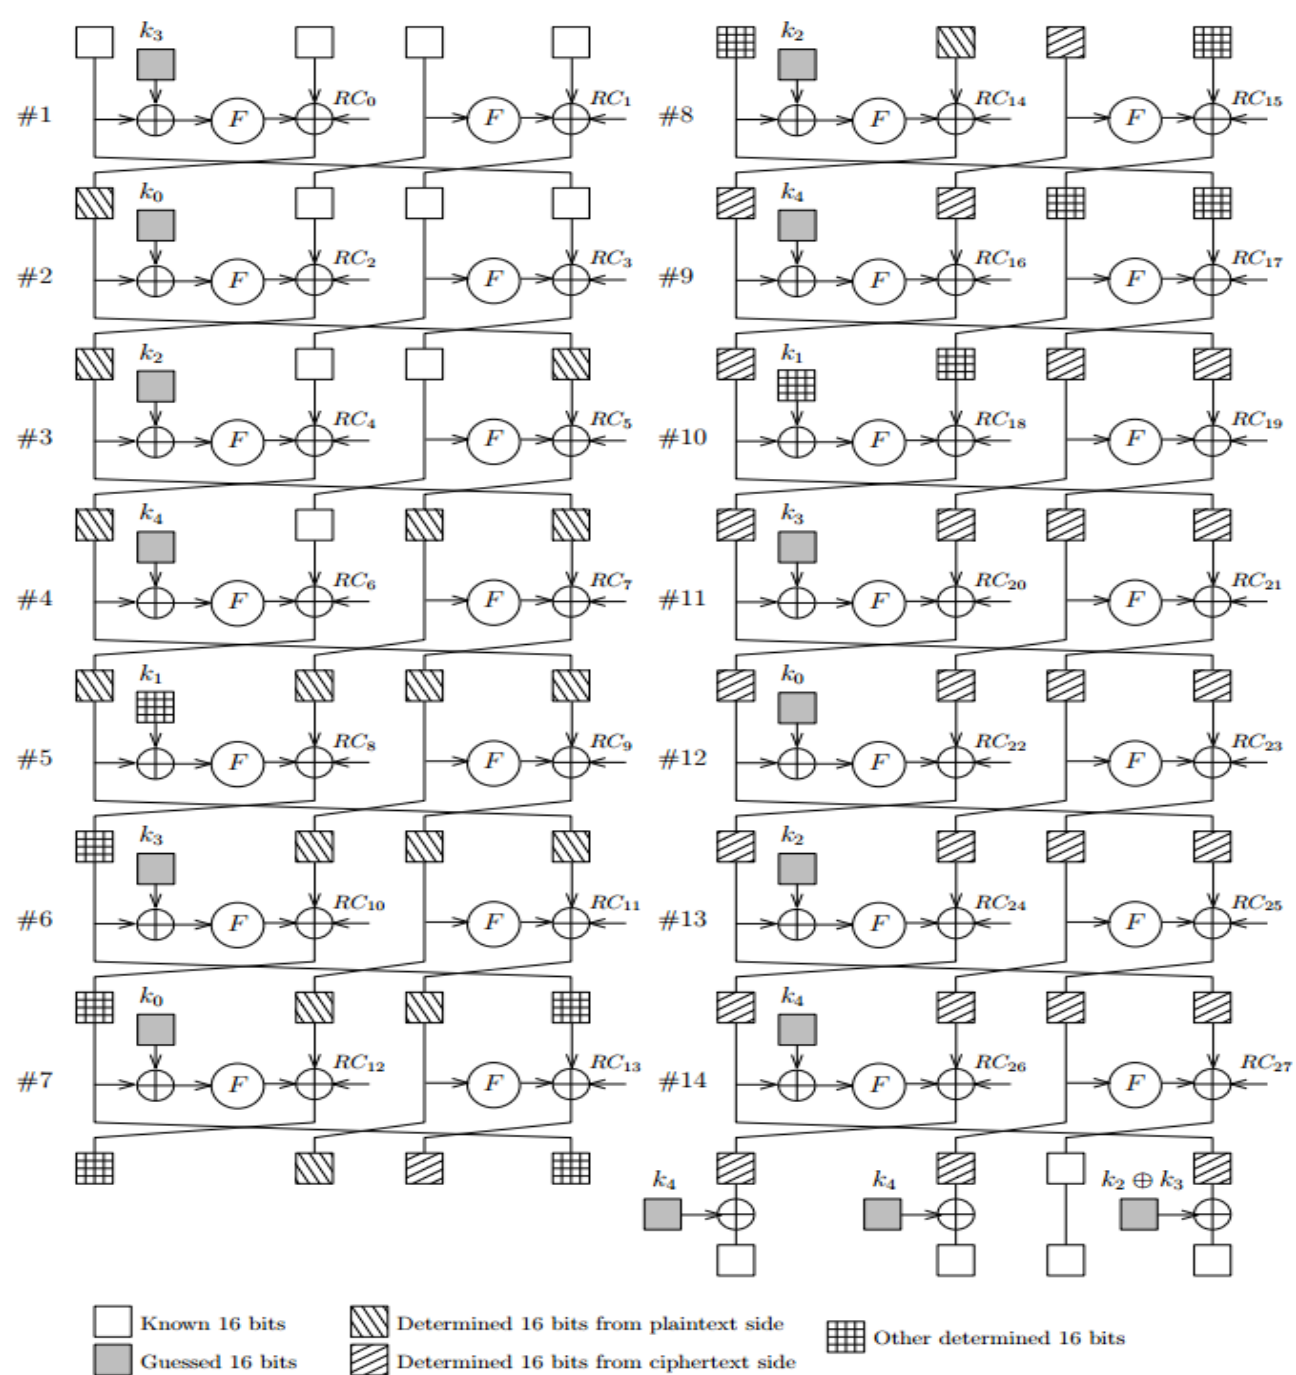 k₃ k₂
#1 F RC₀ F RC₁ #8 F RC₁₄ F RC₁₅
k₀ k₄
#2 F RC₂ F RC₃ #9 F RC₁₆ F RC₁₇
k₂ k₁
#3 F RC₄ F RC₅ #10 F RC₁₈ F RC₁₉
k₄ k₃
#4 F RC₆ F RC₇ #11 F RC₂₀ F RC₂₁
k₁ k₀
#5 F RC₈ F RC₉ #12 F RC₂₂ F RC₂₃
k₃ k₂
#6 F RC₁₀ F RC₁₁ #13 F RC₂₄ F RC₂₅
k₀ k₄
#7 F RC₁₂ F RC₁₃ #14 F RC₂₆ F RC₂₇
k₄ k₄ k₂ ⊕ k₃
Known 16 bits Determined 16 bits from plaintext side Other determined 16 bits
Guessed 16 bits Determined 16 bits from ciphertext side